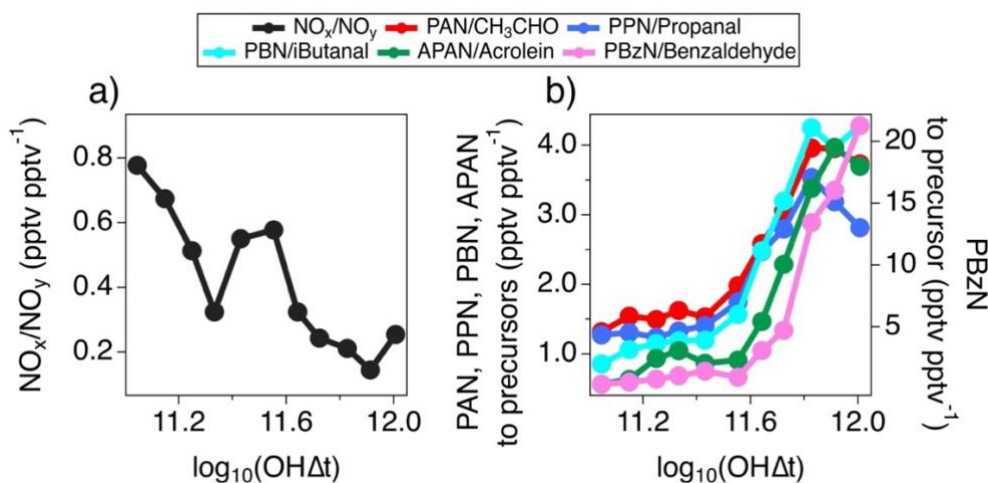 NOx/NOy PAN/CH3CHO PPN/Propanal
PBN/iButanal APAN/Acrolein PBzN/Benzaldehyde
a)
NOx/NOy (pptv pptv-1)
0.8
0.6
0.4
0.2
11.2 11.6 12.0
log10(OHΔt)
b)
PAN, PPN, PBN, APAN
to precursors (pptv pptv-1)
4.0
3.0
2.0
1.0
11.2 11.6 12.0
log10(OHΔt)
20
15
10
5
to precursor (pptv pptv-1)
PBzN